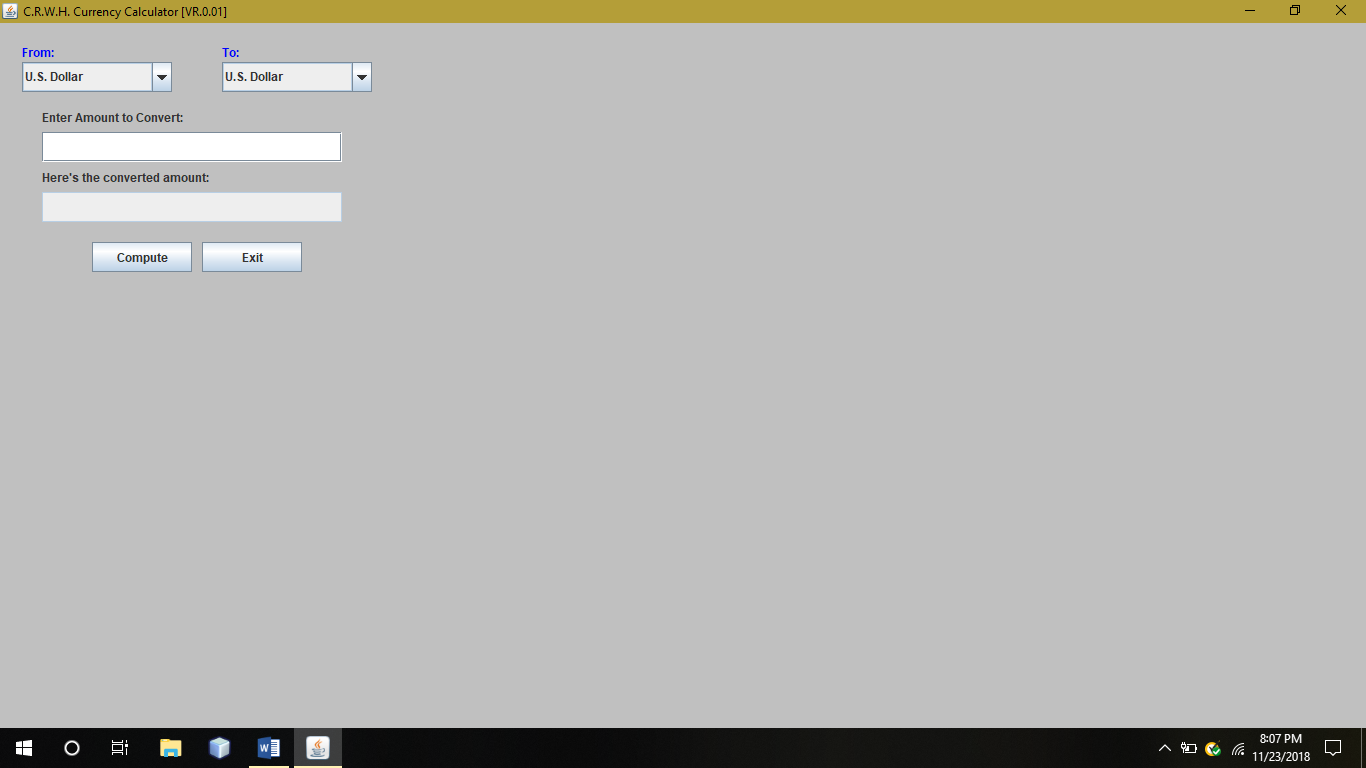 C.R.W.H. Currency Calculator [VR.0.01]
From: To:
U.S. Dollar U.S. Dollar
Enter Amount to Convert:
Here's the converted amount:
Compute Exit
W
8:07 PM
11/23/2018